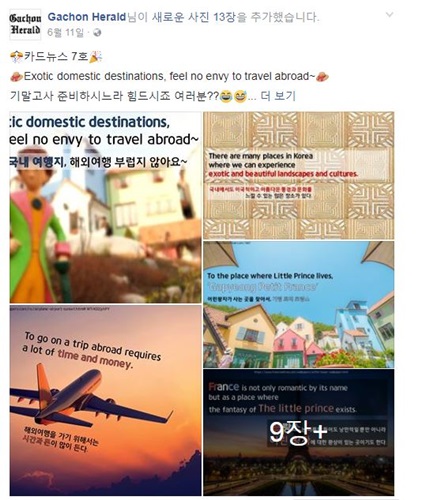 Gachon Herald
Gachon Herald님이 새로운 사진 13장을 추가했습니다.
6월 11일 ·
카드뉴스 7호
Exotic domestic destinations, feel no envy to travel abroad~
기말고사 준비하시느라 힘드시죠 여러분??😂😅... 더 보기
tic domestic destinations,
eel no envy to travel abroad~
국내 여행지, 해외여행 부럽지 않아요~
There are many places in Korea
where we can experience
exotic and beautiful landscapes and cultures.
국내에서도 이국적이고 아름다운 풍경과 문화를
느낄 수 있는 많은 장소가 있다.
To the place where Little Prince lives,
'Gapyeong Petit France'
어린왕자가 사는 곳을 찾아서,
To go on a trip abroad requires
a lot of time and money.
해외여행을 가기 위해서는
시간과 돈이 많이 든다.
France is not only romantic by its name
but as a place where
the fantasy of The little prince exists.
9장+